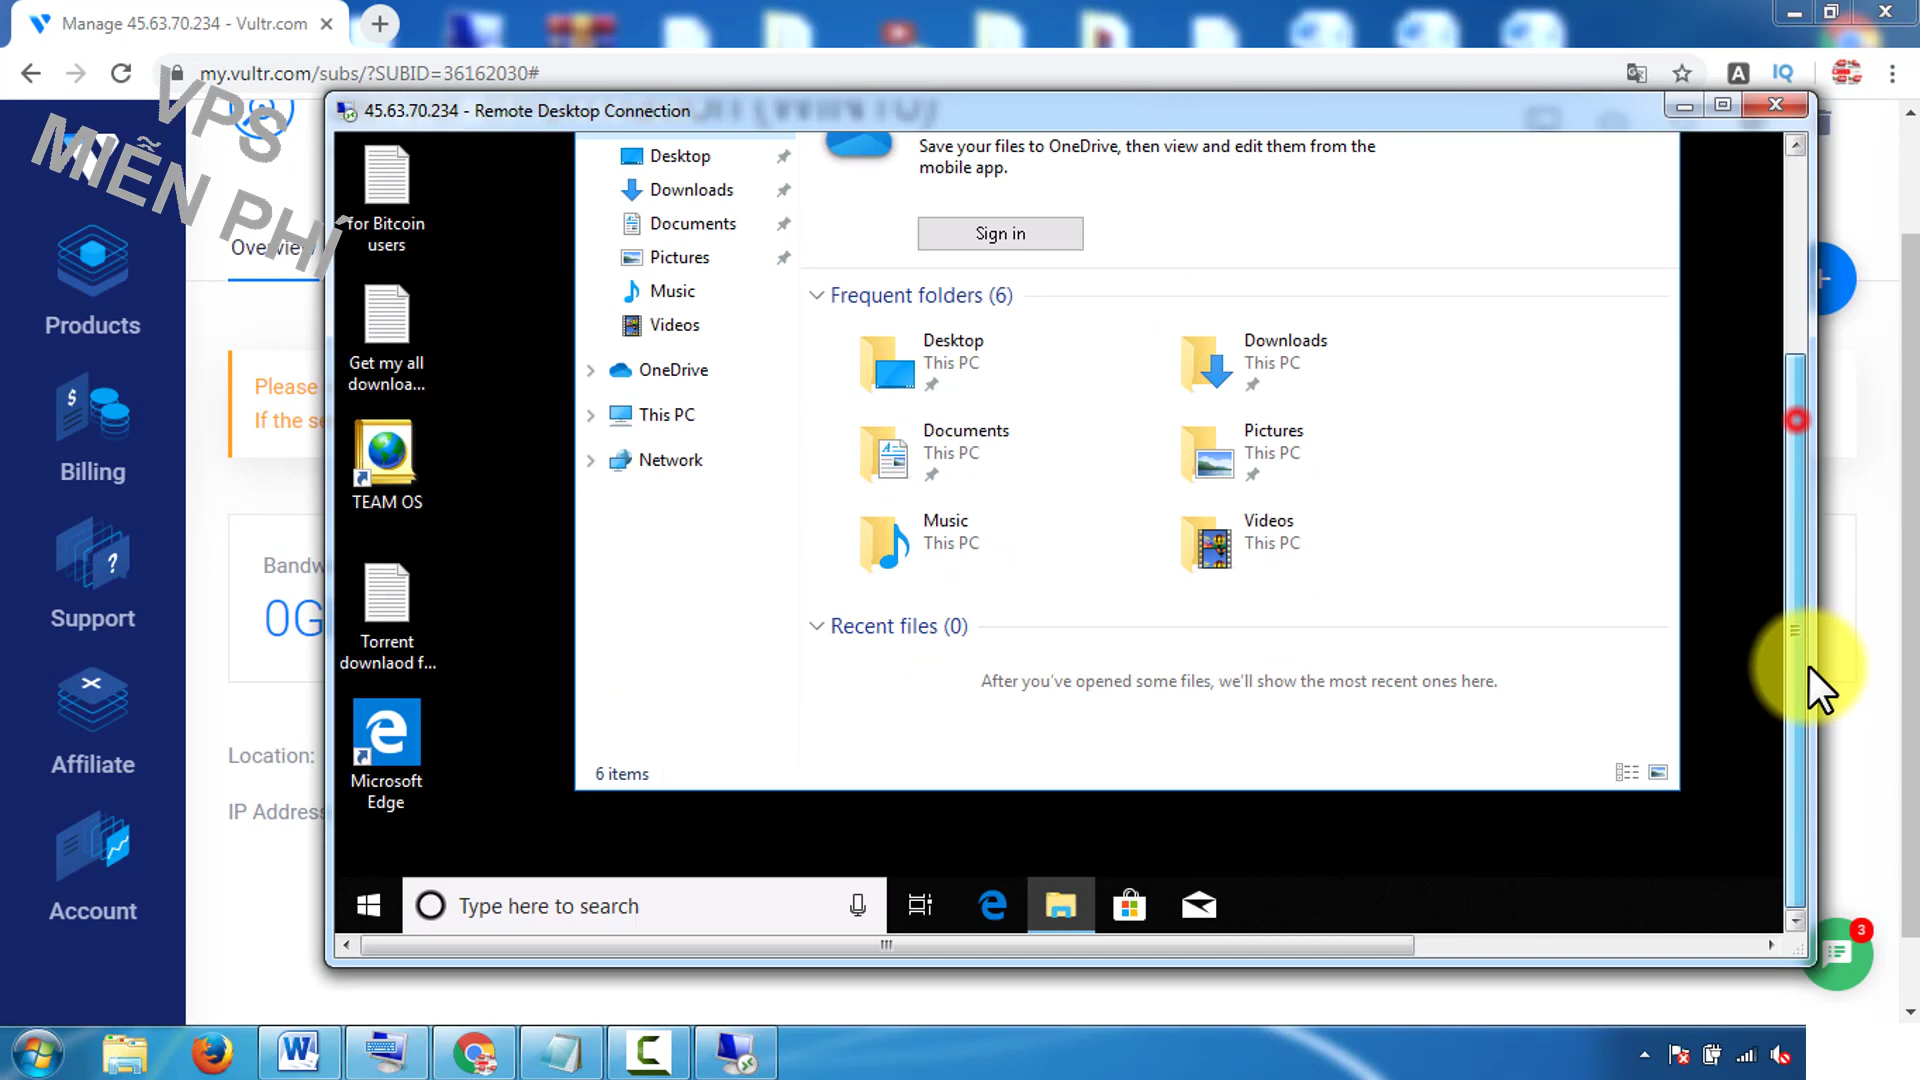 Manage 45.63.70.234 - Vultr.com
my.vultr.com/subs/?SUBID=36162030#
VPS
MIỄN PHÍ
45.63.70.234 - Remote Desktop Connection
Products
Billing
Support
Affiliate
Account
Overview
Please
If the se
Bandw
0G
Location:
IP Address
for Bitcoin
users
Get my all
downloa...
TEAM OS
Torrent
downlaod f...
Microsoft
Edge
Desktop
Downloads
Documents
Pictures
Music
Videos
OneDrive
This PC
Network
6 items
Save your files to OneDrive, then view and edit them from the
mobile app.
Sign in
Frequent folders (6)
Desktop
This PC
Downloads
This PC
Documents
This PC
Pictures
This PC
Music
This PC
Videos
This PC
Recent files (0)
After you've opened some files, we'll show the most recent ones here.
Type here to search
3